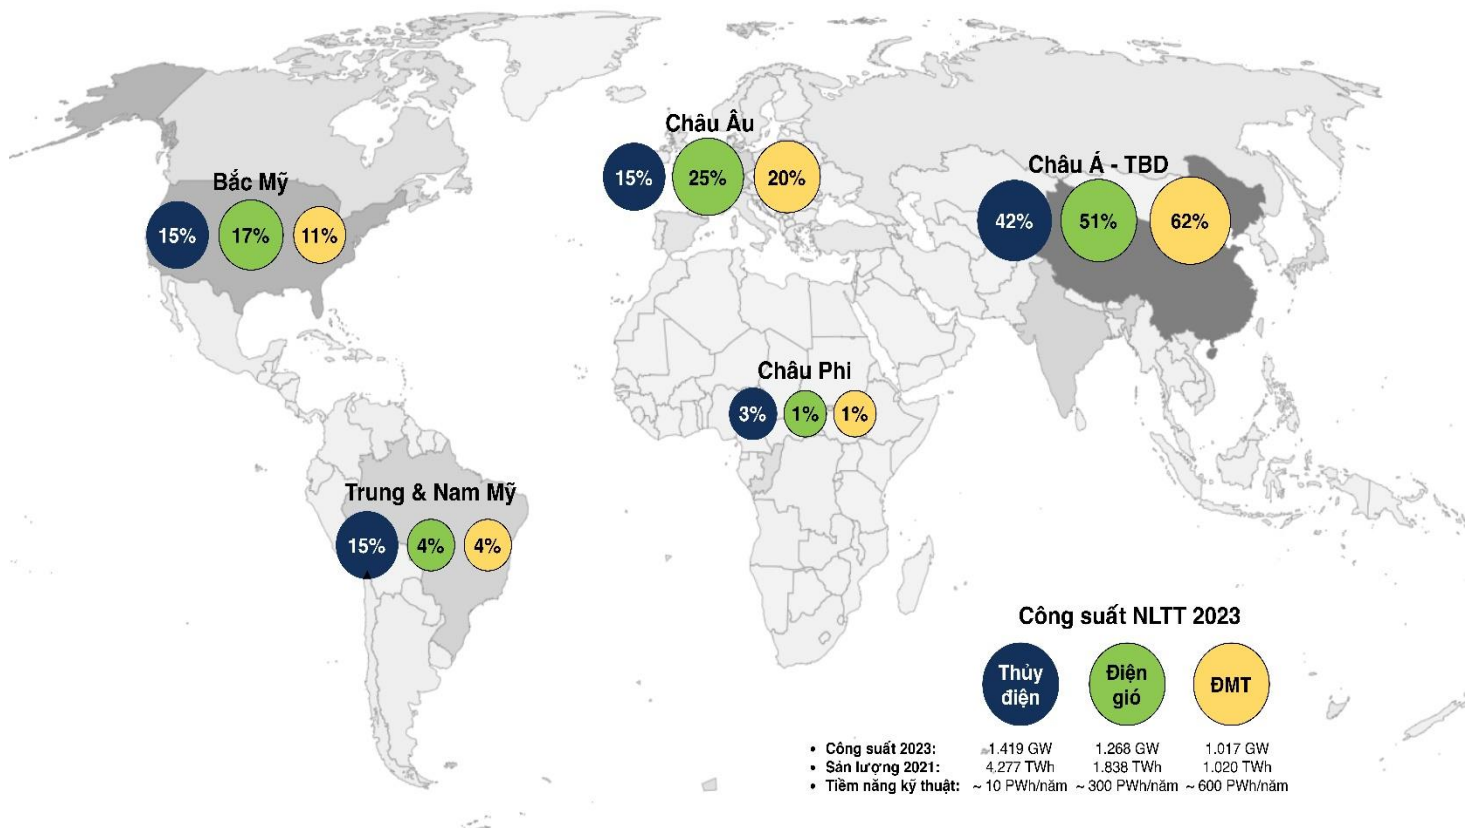 Châu Âu
15% 25% 20%
Bắc Mỹ
15% 17% 11%
Châu Á - TBD
42% 51% 62%
Châu Phi
3% 1% 1%
Trung & Nam Mỹ
15% 4% 4%
Công suất NLTT 2023
Thủy điện
Điện gió
ĐMT
• Công suất 2023: 1.419 GW 1.268 GW 1.017 GW
• Sản lượng 2021: 4.277 TWh 1.838 TWh 1.020 TWh
• Tiềm năng kỹ thuật: ~ 10 PWh/năm ~ 300 PWh/năm ~ 600 PWh/năm